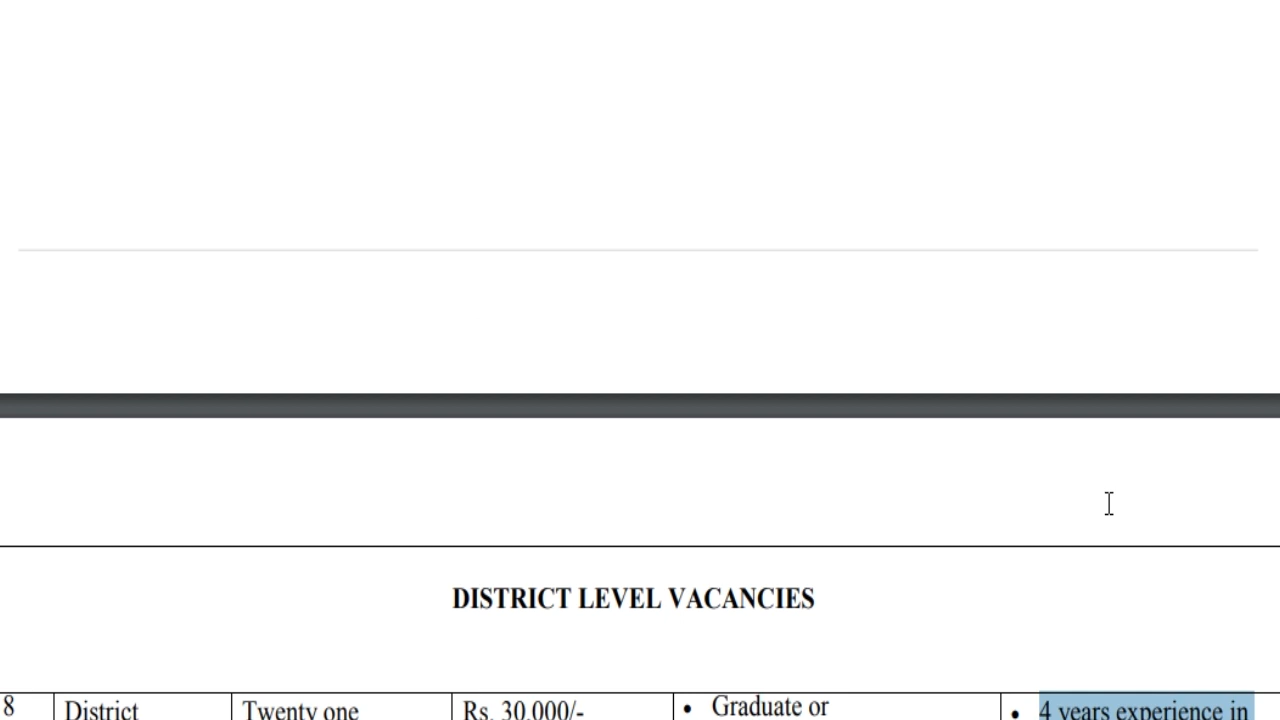 DISTRICT LEVEL VACANCIES
8 District Twenty one Rs. 30,000/- • Graduate or • 4 years experience in